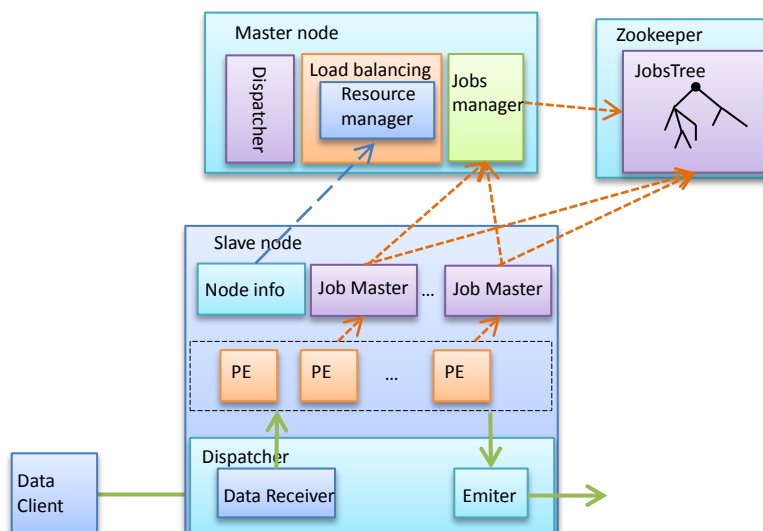 Master node
Dispatcher
Load balancing
Resource
manager
Jobs
manager
Zookeeper
JobsTree
Slave node
Node info
Job Master
...
Job Master
PE
PE
...
PE
Dispatcher
Data Receiver
Emiter
Data
Client